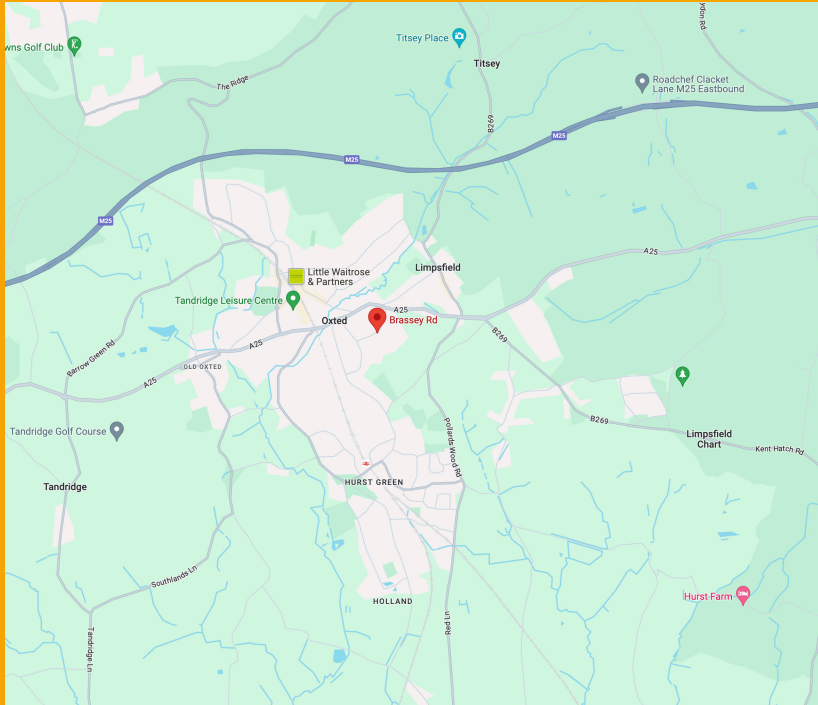 wns Golf Club
Titsey Place
Titsey
ydon Rd
The Ridge
Roadchef Clacket
Lane M25 Eastbound
B269
M25
M25
M25
A25
Limpsfield
Little Waitrose
& Partners
Tandridge Leisure Centre
A25
Oxted
Brassey Rd
B269
A25
Barrow Green Rd
OLD OXTED
A25
B269
Tandridge Golf Course
Pollards Wood Rd
Limpsfield
Chart
Kent Hatch Rd
Tandridge
HURST GREEN
Southlands Ln
HOLLAND
Hurst Farm
Red Ln
Tandridge Ln